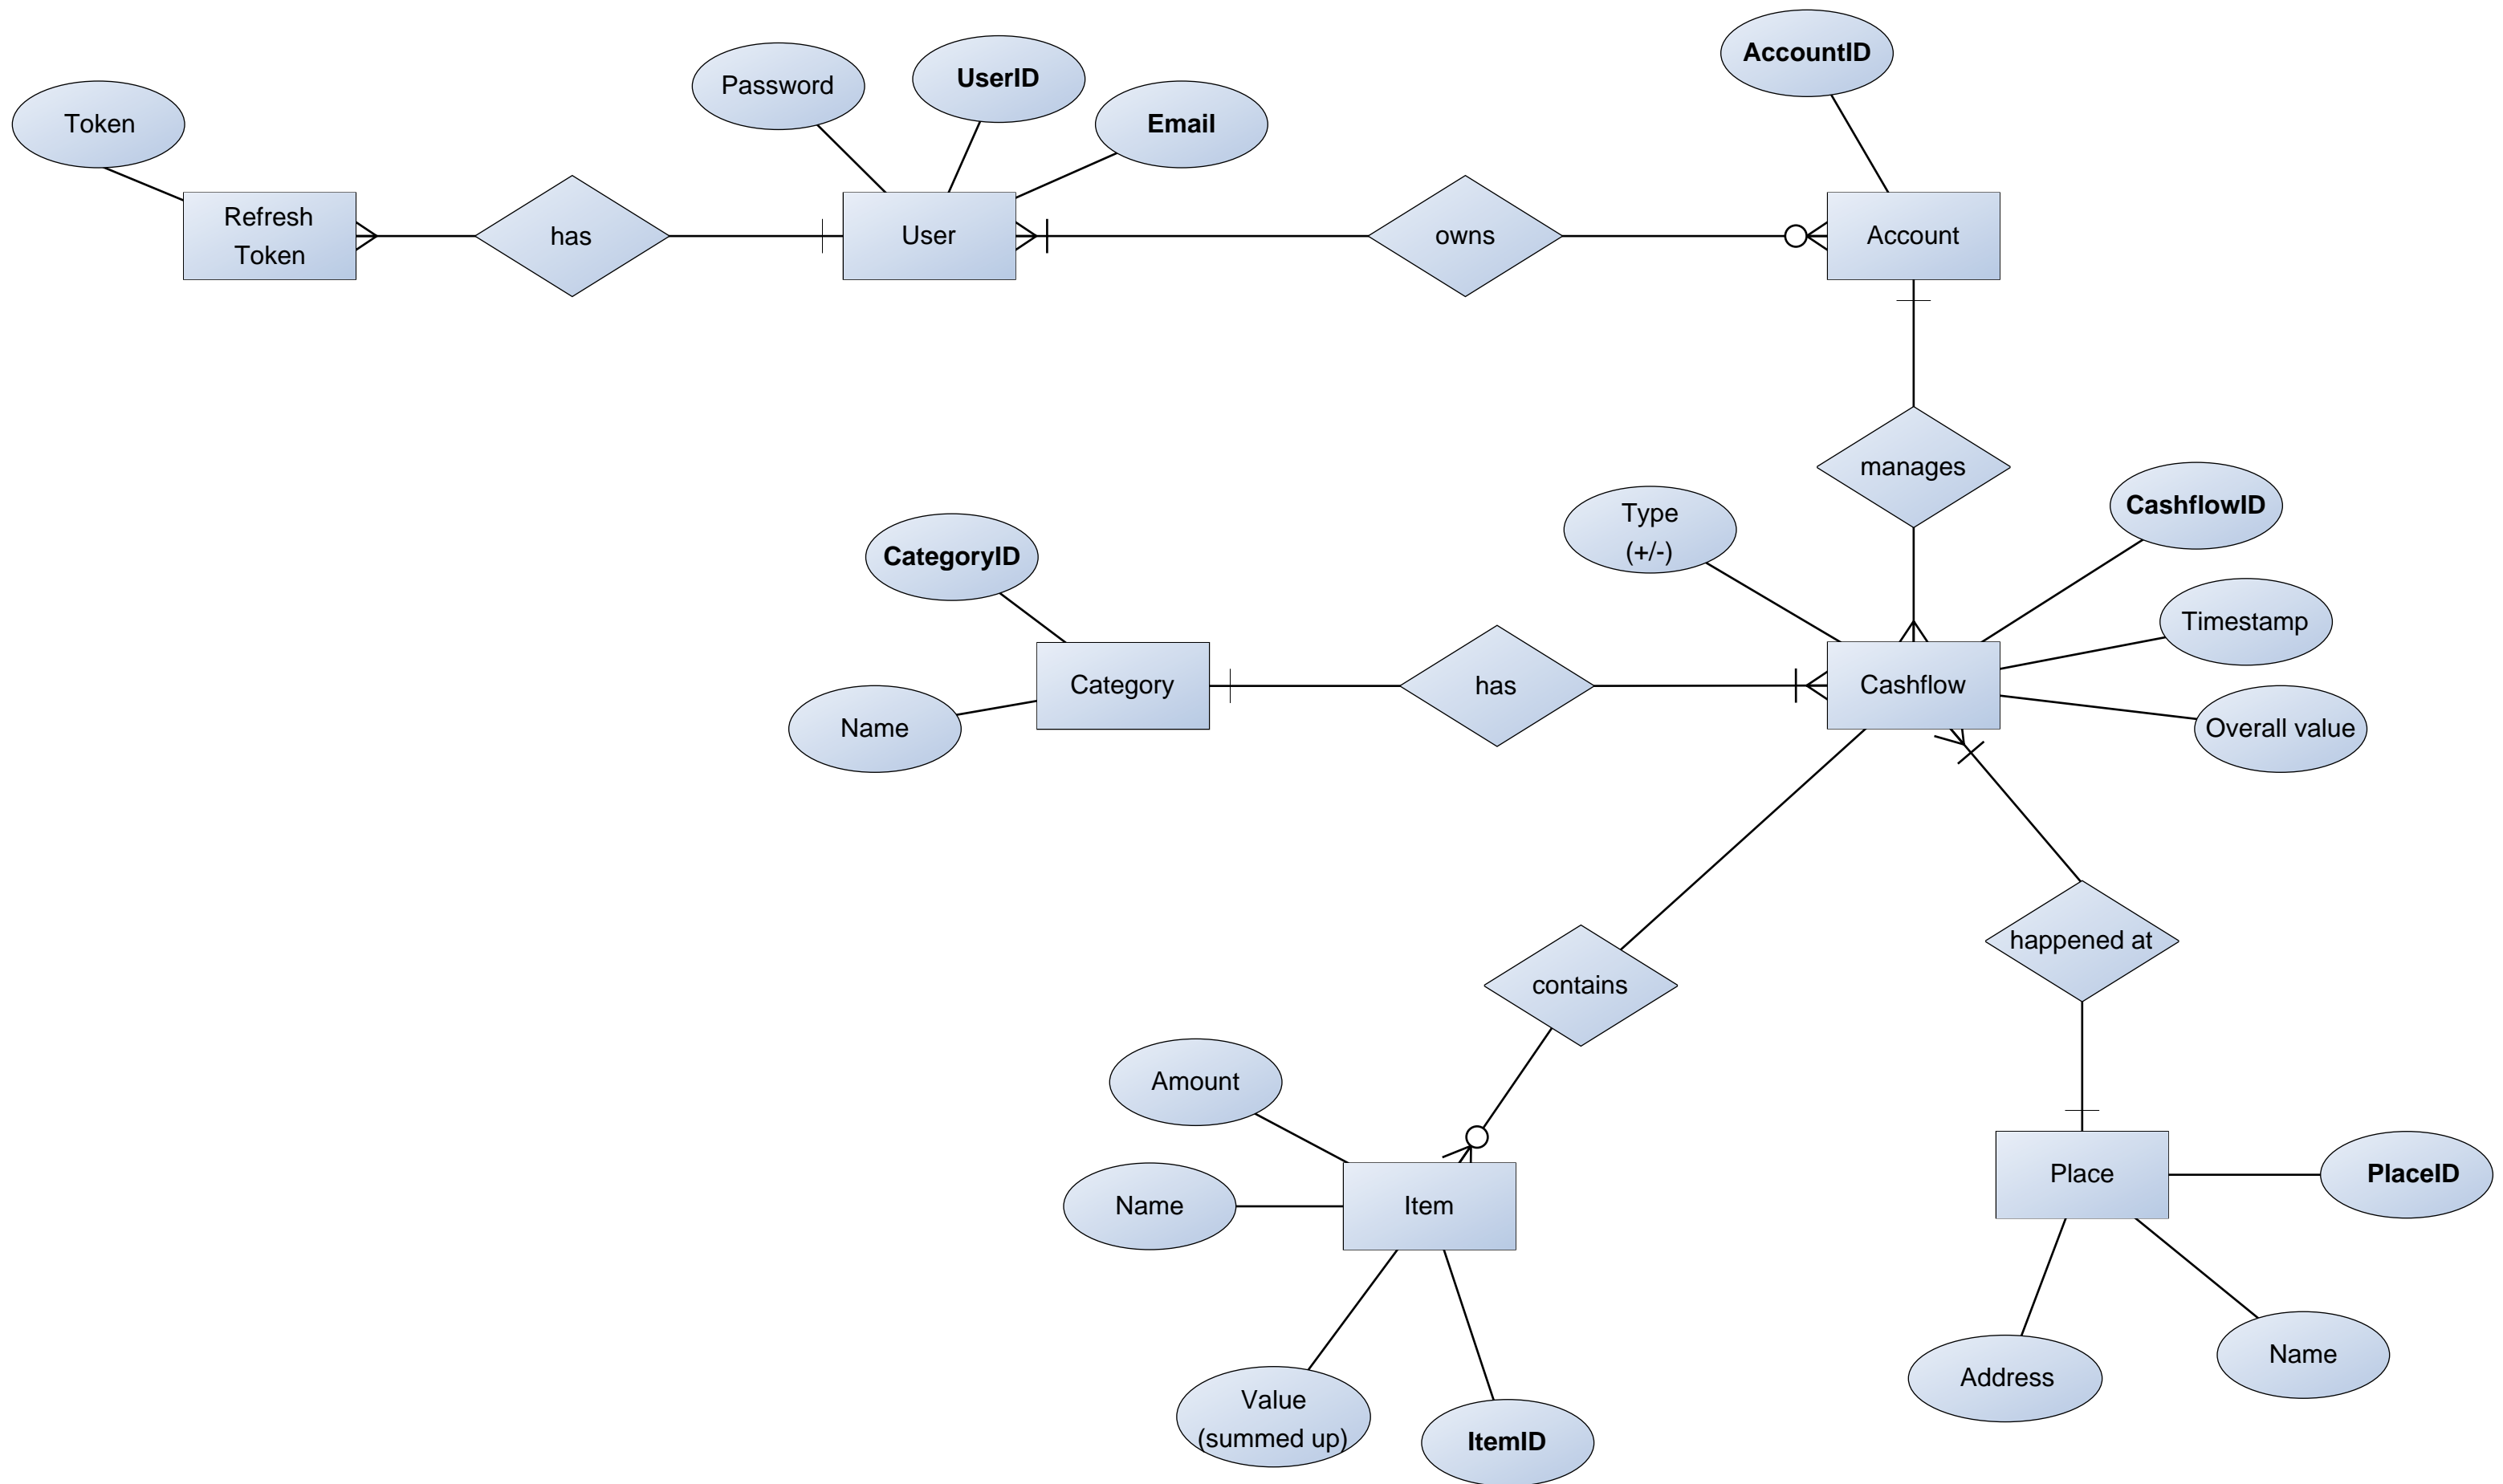 AccountID
Password
UserID
Email
Token
Refresh
Token
has
User
owns
Account
manages
Type
(+/-)
CashflowID
CategoryID
Timestamp
Category
has
Cashflow
Name
Overall value
happened at
contains
Amount
Name
Item
Place
PlaceID
Value
(summed up)
ItemID
Address
Name